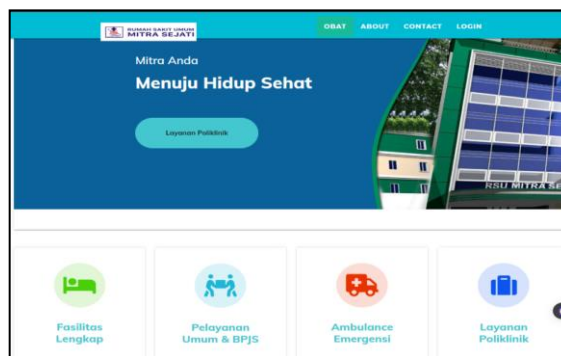 RUMAH SAKIT UMUM
MITRA SEJATI
OBAT ABOUT CONTACT LOGIN
Mitra Anda
Menuju Hidup Sehat
Layanan Poliklinik
RSU MITRA SE
Fasilitas
Lengkap
Pelayanan
Umum & BPJS
Ambulance
Emergensi
Layanan
Poliklinik